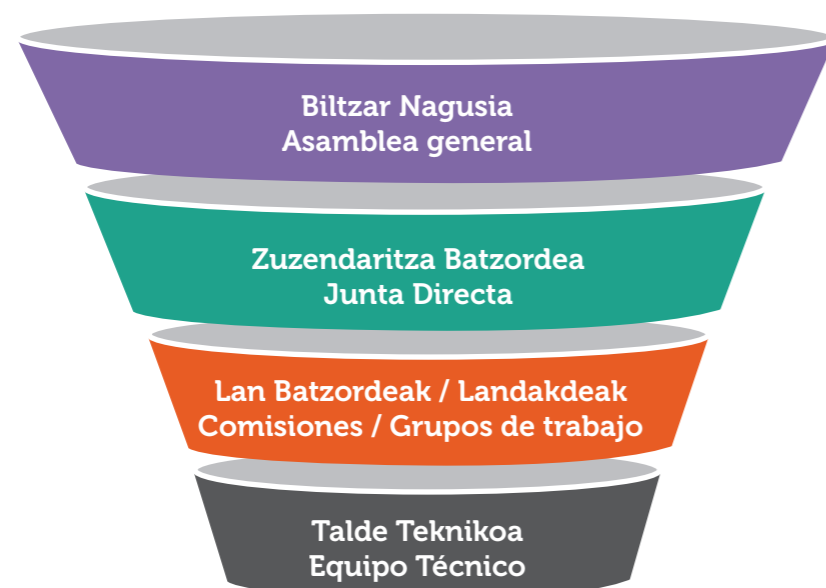 Biltzar Nagusia
Asamblea general
Zuzendaritza Batzordea
Junta Directa
Lan Batzordeak / Landakdeak
Comisiones / Grupos de trabajo
Talde Teknikoa
Equipo Técnico